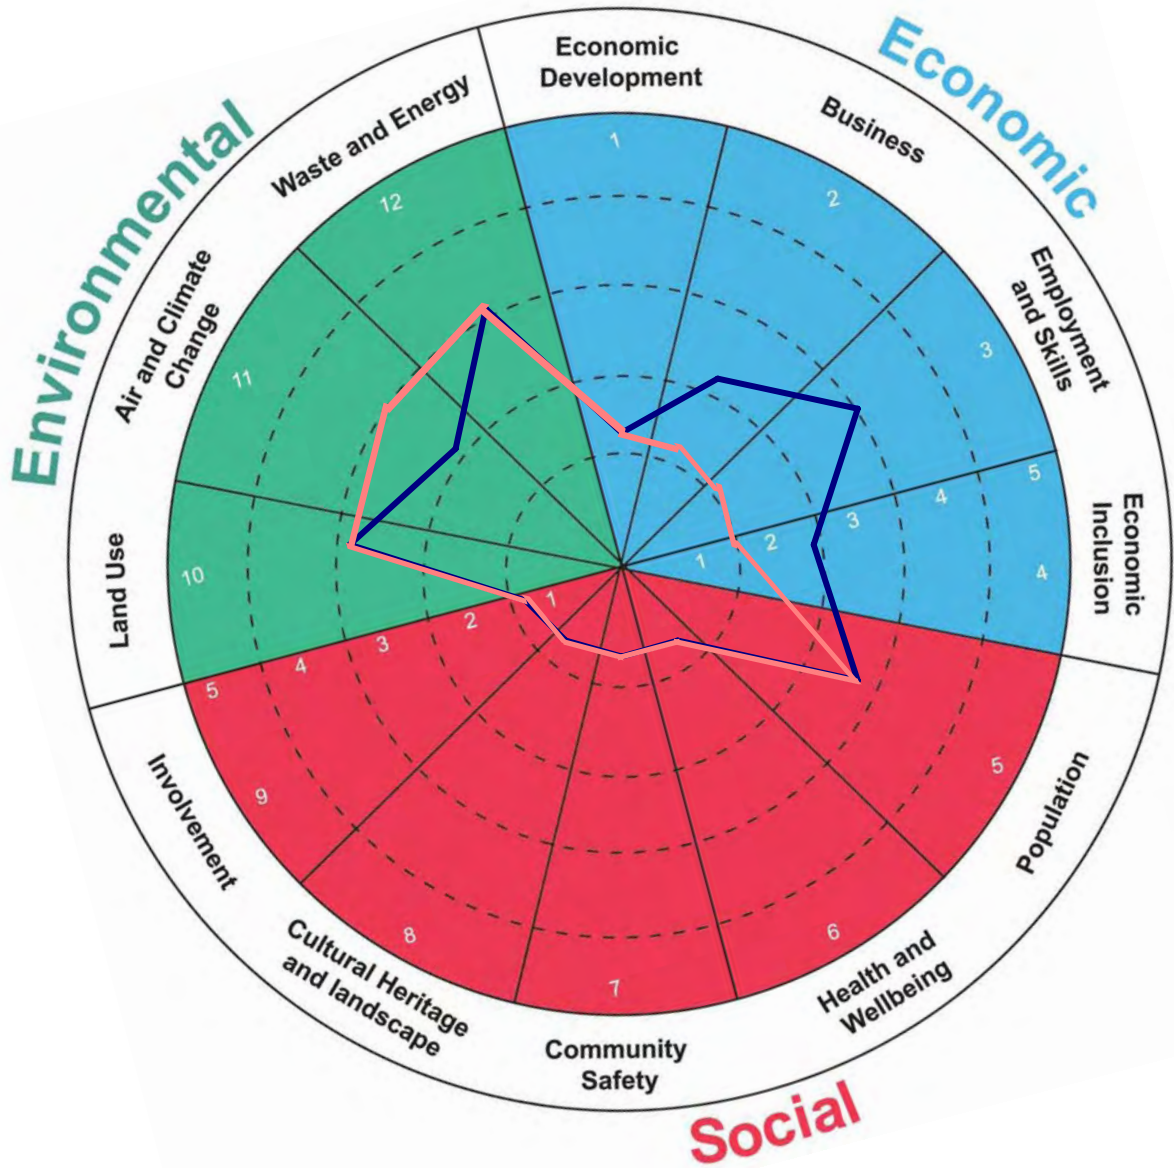 Economic
Social
Environmental
Economic
Development
Business
Employment
and Skills
Economic
Inclusion
Population
Health and
Wellbeing
Community
Safety
Cultural Heritage
and landscape
Involvement
Land Use
Air and Climate
Change
Waste and Energy
1
2
3
4
5
6
7
8
9
10
11
12
1
2
3
4
5
1
2
3
4
5